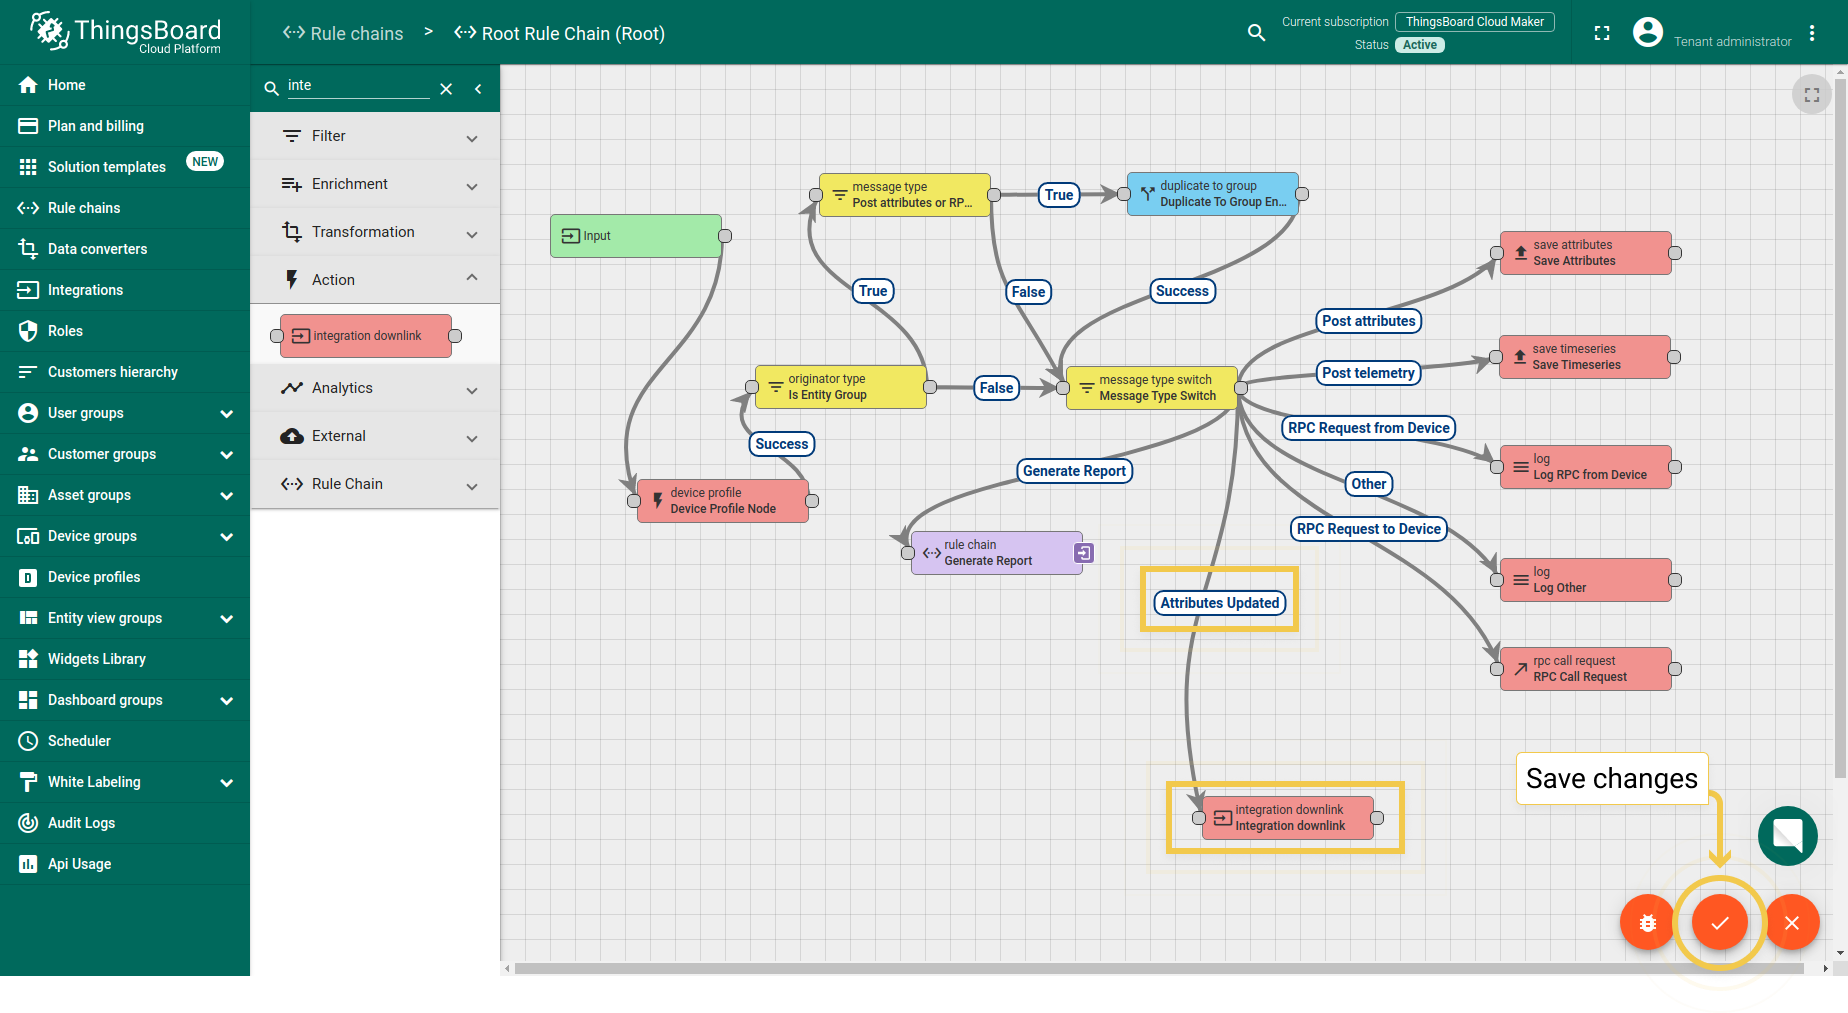 ThingsBoard
Cloud Platform
Rule chains > Root Rule Chain (Root)
Current subscription ThingsBoard Cloud Maker
Status Active
Tenant administrator
Home
Plan and billing
Solution templates NEW
Rule chains
Data converters
Integrations
Roles
Customers hierarchy
User groups
Customer groups
Asset groups
Device groups
Device profiles
Entity view groups
Widgets Library
Dashboard groups
Scheduler
White Labeling
Audit Logs
Api Usage
inte
Filter
Enrichment
Transformation
Action
integration downlink
Analytics
External
Rule Chain
Input
message type
Post attributes or RP...
True
duplicate to group
Duplicate To Group En...
True
False
Success
originator type
Is Entity Group
False
message type switch
Message Type Switch
Success
device profile
Device Profile Node
Generate Report
rule chain
Generate Report
Post attributes
Post telemetry
RPC Request from Device
Other
RPC Request to Device
save attributes
Save Attributes
save timeseries
Save Timeseries
log
Log RPC from Device
log
Log Other
rpc call request
RPC Call Request
Attributes Updated
integration downlink
Integration downlink
Save changes